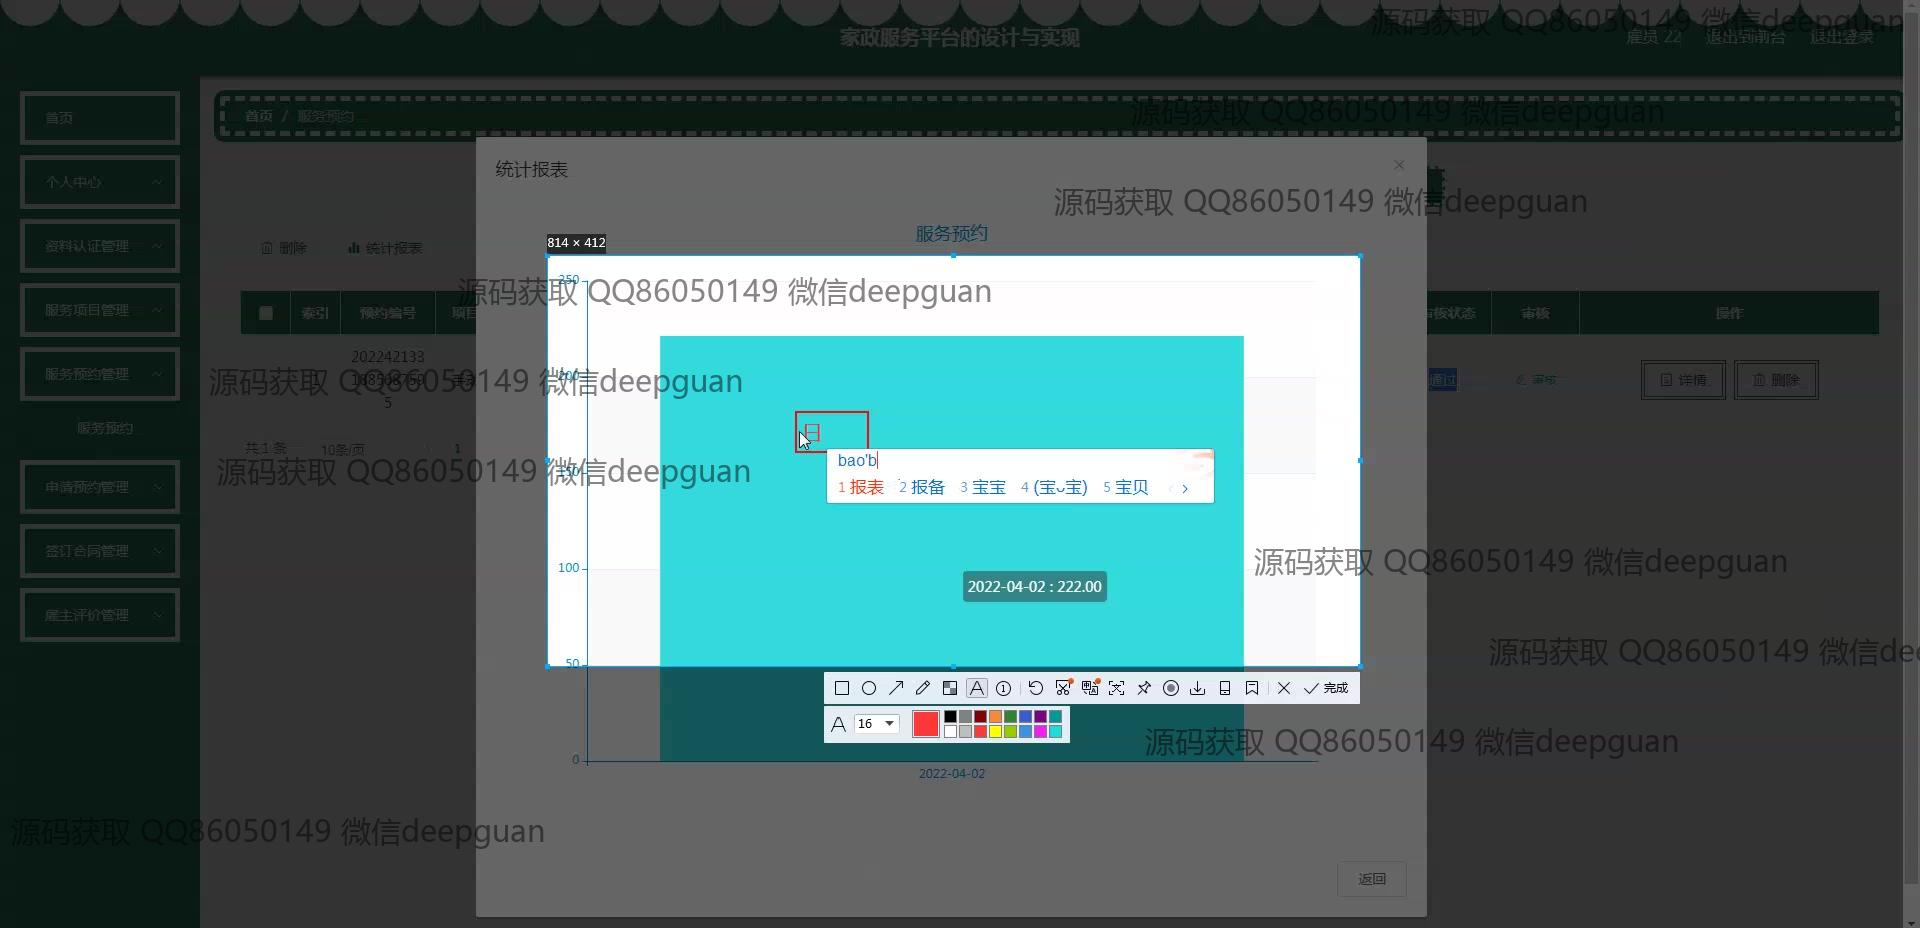 家政服务平台的设计与实现
源码获取 QQ86050149 微信deepguan
雇员 22 退出到前台 退出登录
首页
首页 / 服务预约
源码获取 QQ86050149 微信deepguan
个人中心
统计报表
源码获取 QQ86050149 微信deepguan
资料认证管理
删除 统计报表
服务预约
814 × 412
250
源码获取 QQ86050149 微信deepguan
服务项目管理
索引 预约编号 项目
审核状态 审核 操作
服务预约管理
202242133
5
200
源码获取 QQ86050149 微信deepguan
通过 审核 详情 删除
服务预约
日
共 1 条 10条/页 1
bao'b
150
源码获取 QQ86050149 微信deepguan
1 报表 2 报备 3 宝宝 4 (宝ᴗ宝) 5 宝贝
申请预约管理
签订合同管理
100
源码获取 QQ86050149 微信deepguan
2022-04-02 : 222.00
雇主评价管理
50
源码获取 QQ86050149 微信dee
A 完成
A 16
源码获取 QQ86050149 微信deepguan
0
2022-04-02
源码获取 QQ86050149 微信deepguan
返回